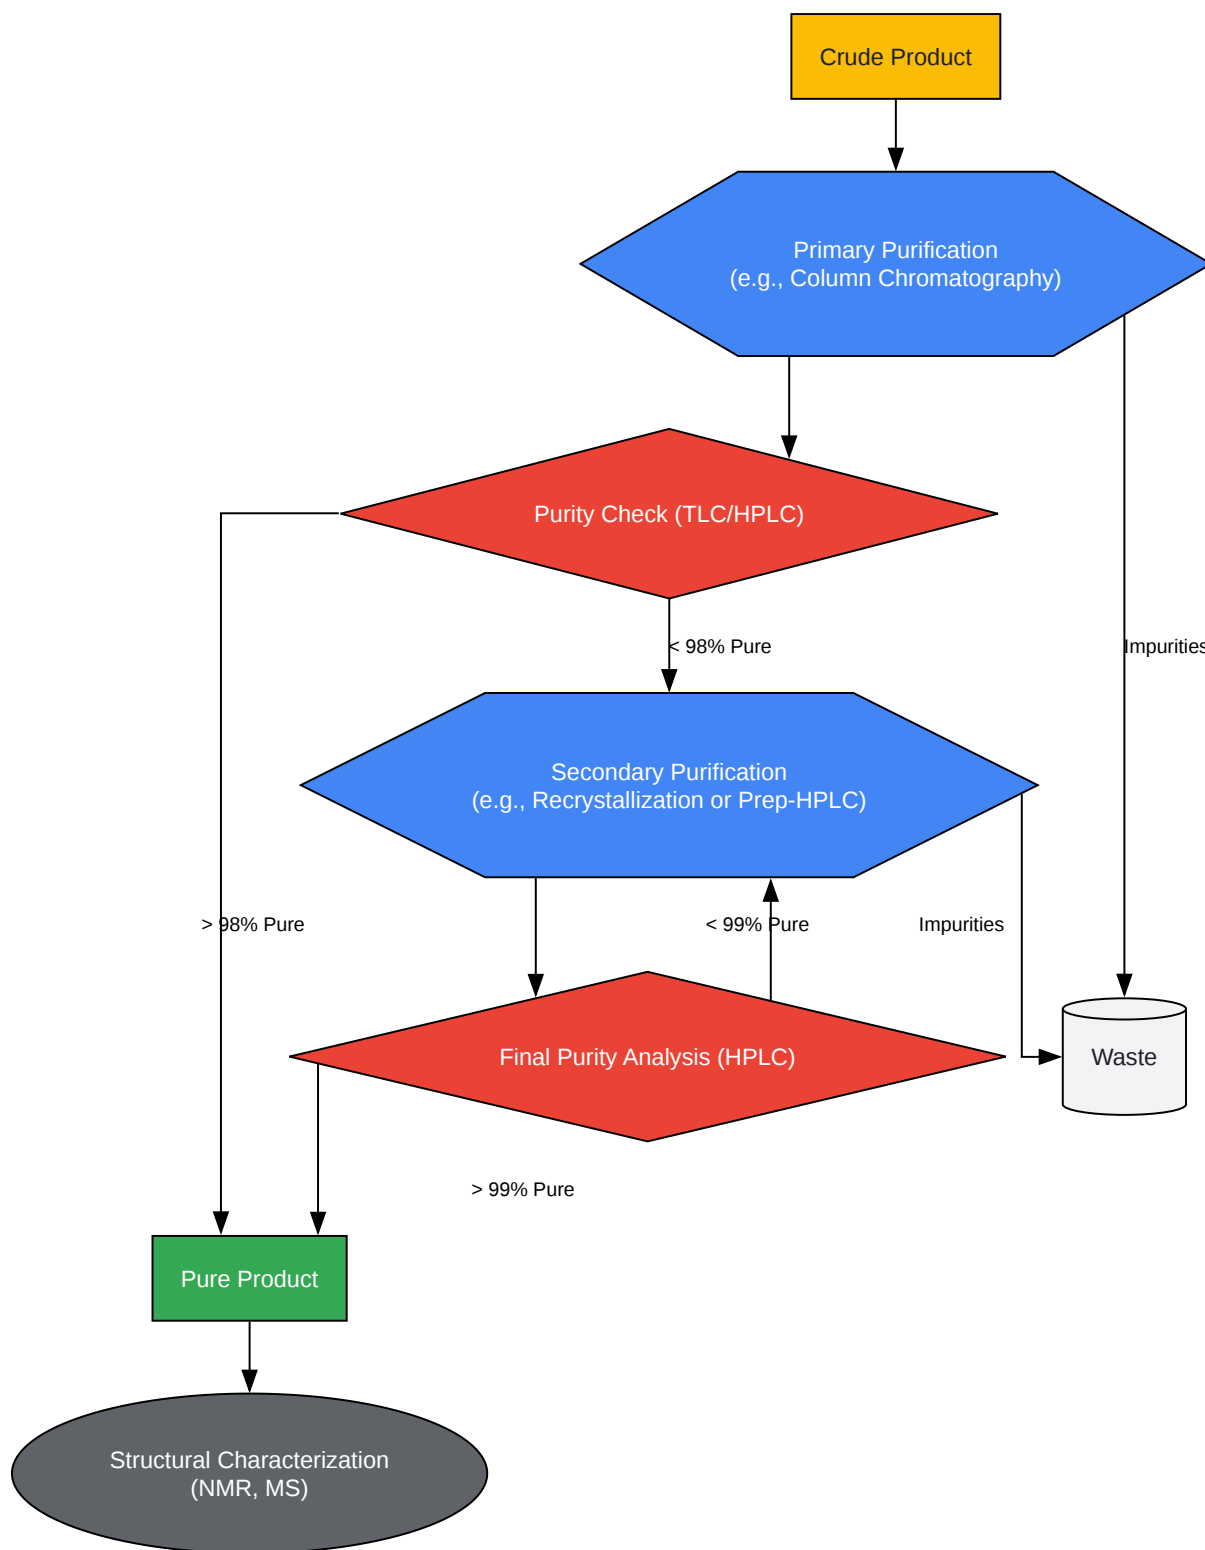 Crude Product
Primary Purification
(e.g., Column Chromatography)
Purity Check (TLC/HPLC)
< 98% Pure
Impurities
Secondary Purification
(e.g., Recrystallization or Prep-HPLC)
> 98% Pure
< 99% Pure
Impurities
Final Purity Analysis (HPLC)
Waste
> 99% Pure
Pure Product
Structural Characterization
(NMR, MS)